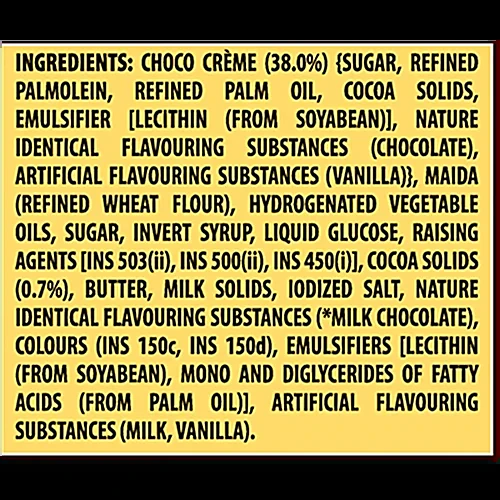 INGREDIENTS: CHOCO CRÈME (38.0%) {SUGAR, REFINED
PALMOLEIN, REFINED PALM OIL, COCOA SOLIDS,
EMULSIFIER [LECITHIN (FROM SOYABEAN)], NATURE
IDENTICAL FLAVOURING SUBSTANCES (CHOCOLATE),
ARTIFICIAL FLAVOURING SUBSTANCES (VANILLA)}, MAIDA
(REFINED WHEAT FLOUR), HYDROGENATED VEGETABLE
OILS, SUGAR, INVERT SYRUP, LIQUID GLUCOSE, RAISING
AGENTS [INS 503(ii), INS 500(ii), INS 450(i)], COCOA SOLIDS
(0.7%), BUTTER, MILK SOLIDS, IODIZED SALT, NATURE
IDENTICAL FLAVOURING SUBSTANCES (*MILK CHOCOLATE),
COLOURS (INS 150c, INS 150d), EMULSIFIERS [LECITHIN
(FROM SOYABEAN), MONO AND DIGLYCERIDES OF FATTY
ACIDS (FROM PALM OIL)], ARTIFICIAL FLAVOURING
SUBSTANCES (MILK, VANILLA).